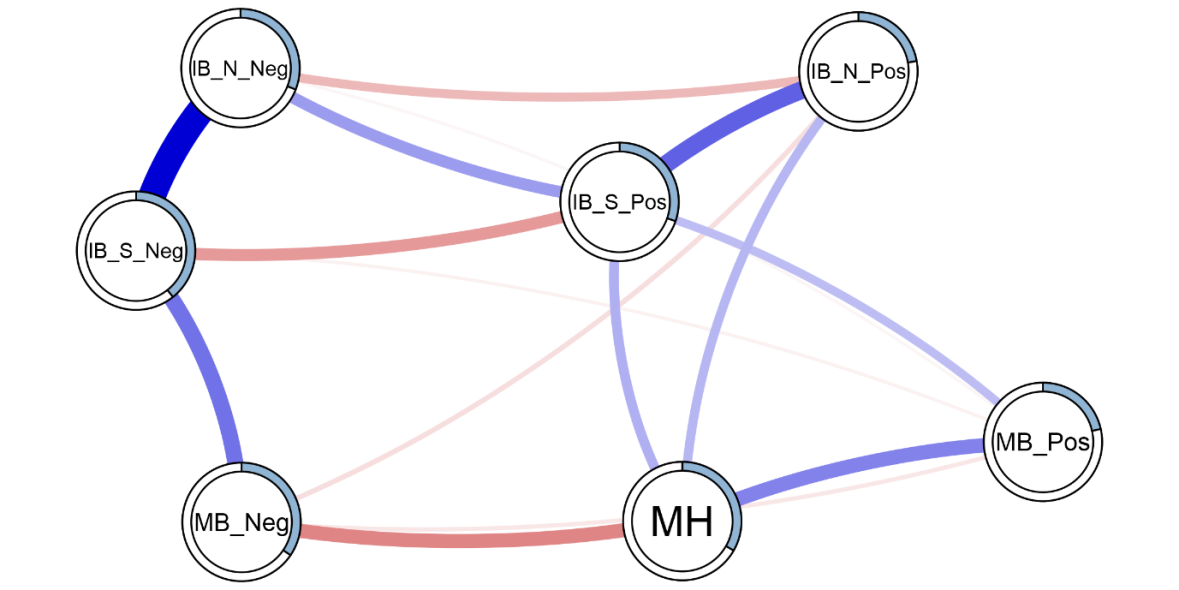 IB_N_Neg
IB_N_Pos
IB_S_Pos
IB_S_Neg
MB_Pos
MB_Neg
MH